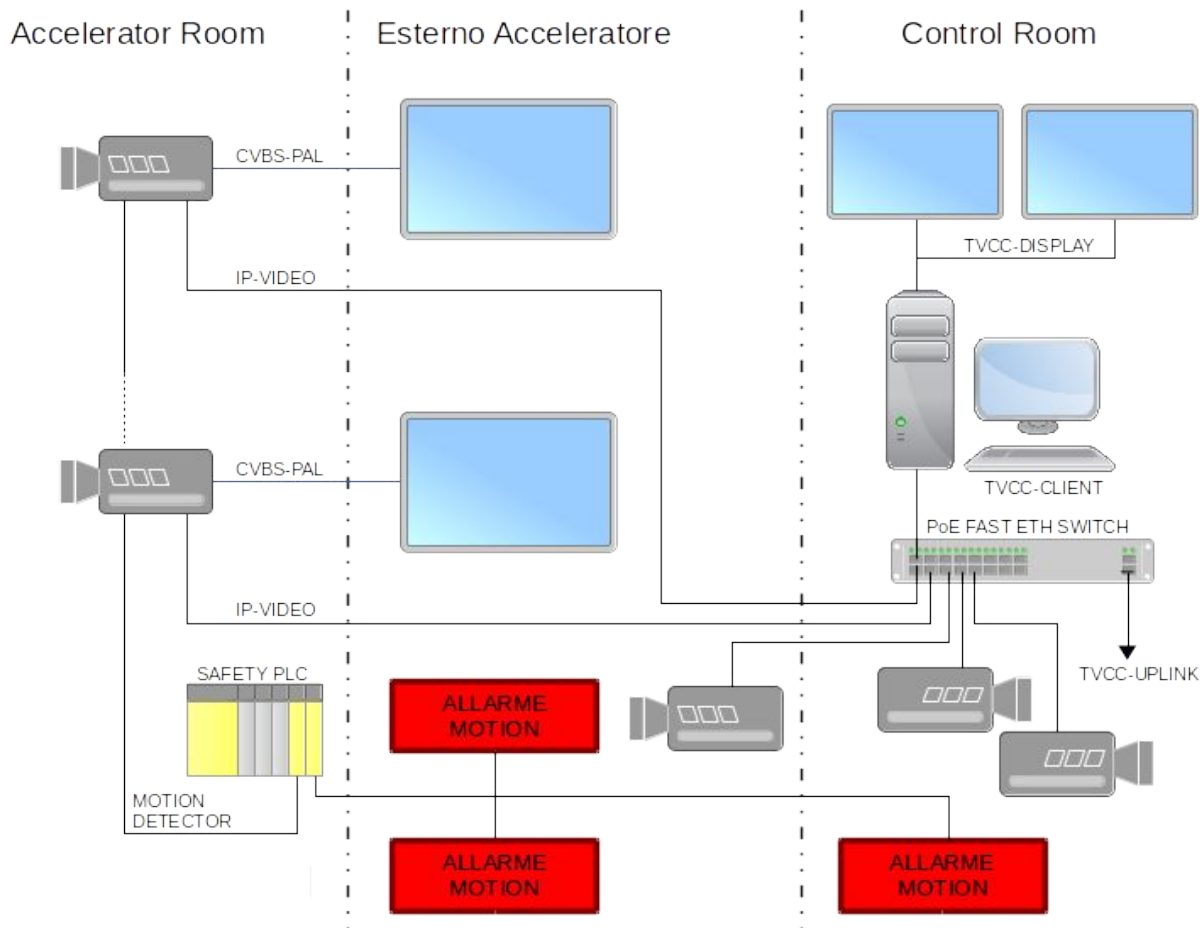 Accelerator Room
Esterno Acceleratore
Control Room
CVBS-PAL
TVCC-DISPLAY
IP-VIDEO
CVBS-PAL
TVCC-CLIENT
PoE FAST ETH SWITCH
IP-VIDEO
SAFETY PLC
TVCC-UPLINK
ALLARME
MOTION
MOTION
DETECTOR
ALLARME
MOTION
ALLARME
MOTION